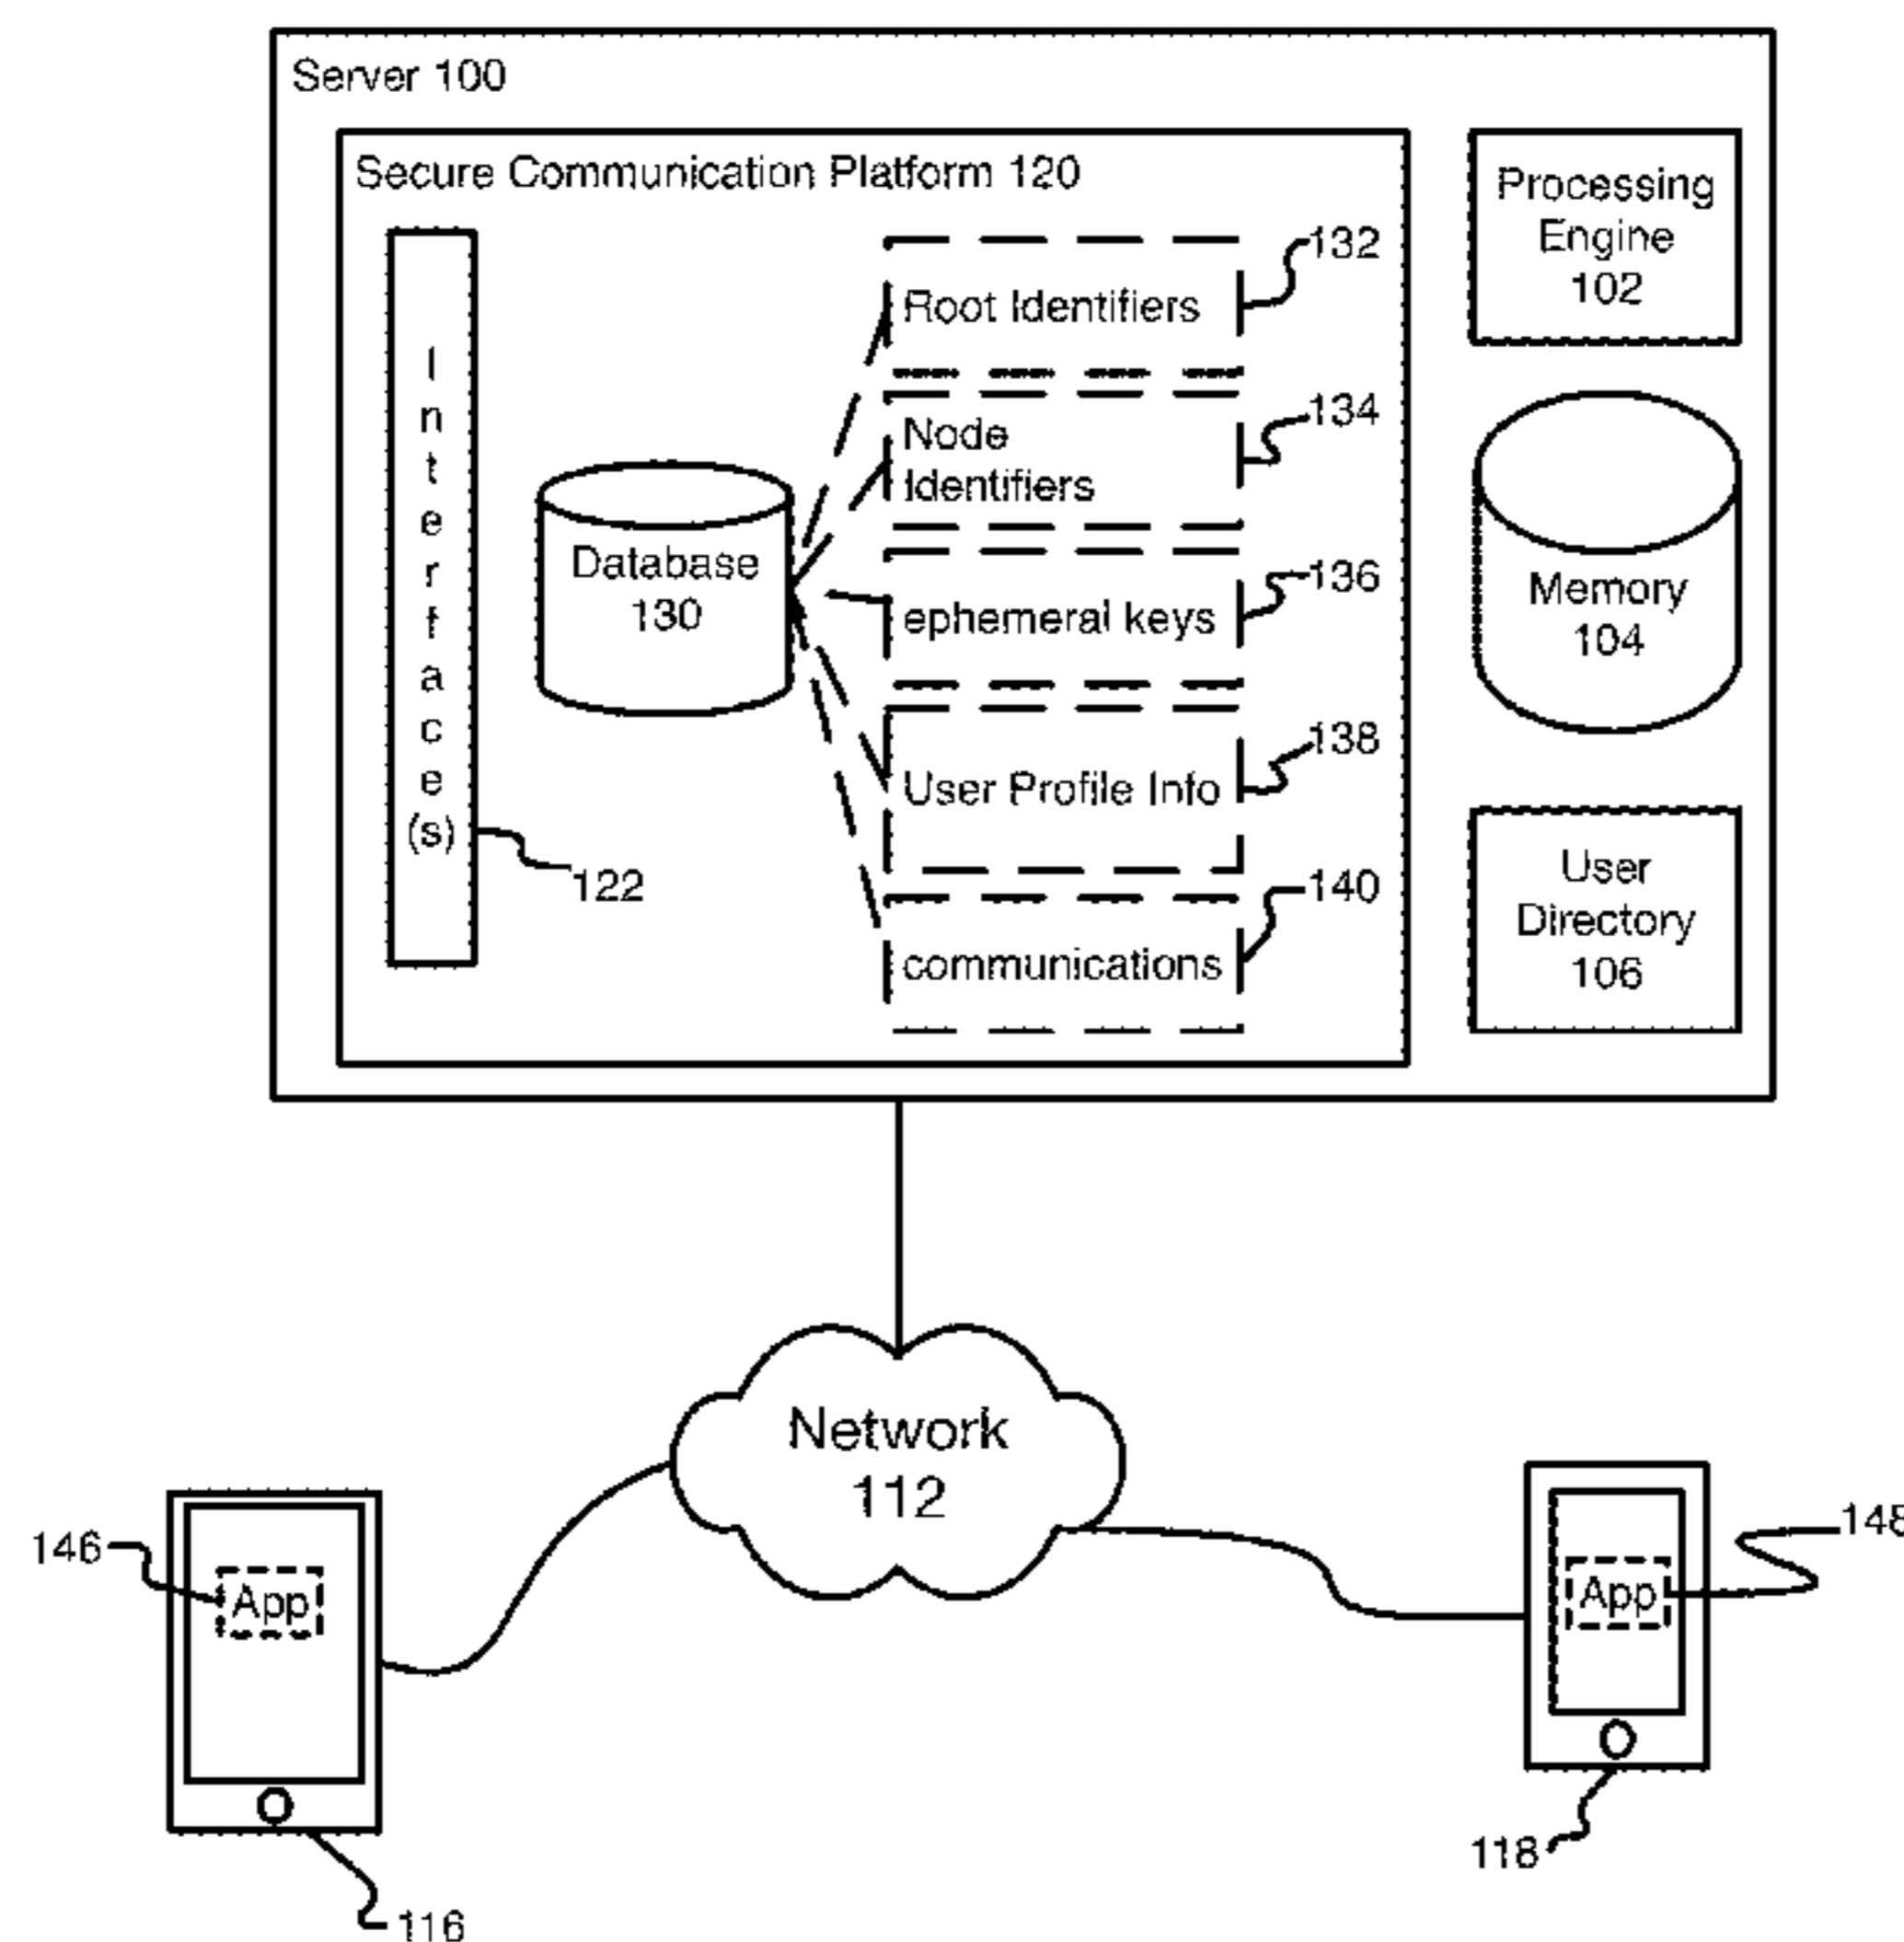 Server 100
Secure Communication Platform 120
Interface(s)
122
Database
130
Root Identifiers
132
Node
Identifiers
134
ephemeral keys
136
User Profile Info
138
communications
140
Processing
Engine
102
Memory
104
User
Directory
106
Network
112
146
App
116
App
148
118